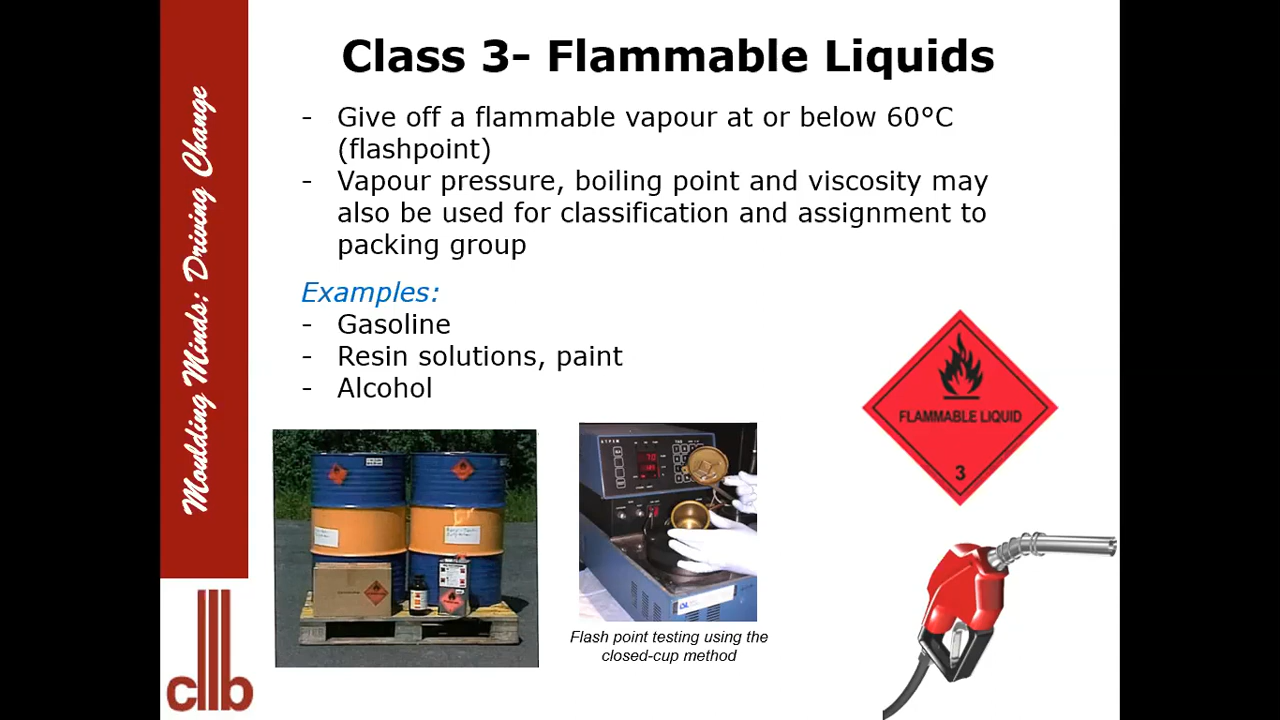 Class 3- Flammable Liquids
- Give off a flammable vapour at or below 60°C
(flashpoint)
- Vapour pressure, boiling point and viscosity may
also be used for classification and assignment to
packing group
Examples:
- Gasoline
- Resin solutions, paint
- Alcohol
FLAMMABLE LIQUID
3
Flash point testing using the
closed-cup method
Moulding Minds; Driving Change
cllb